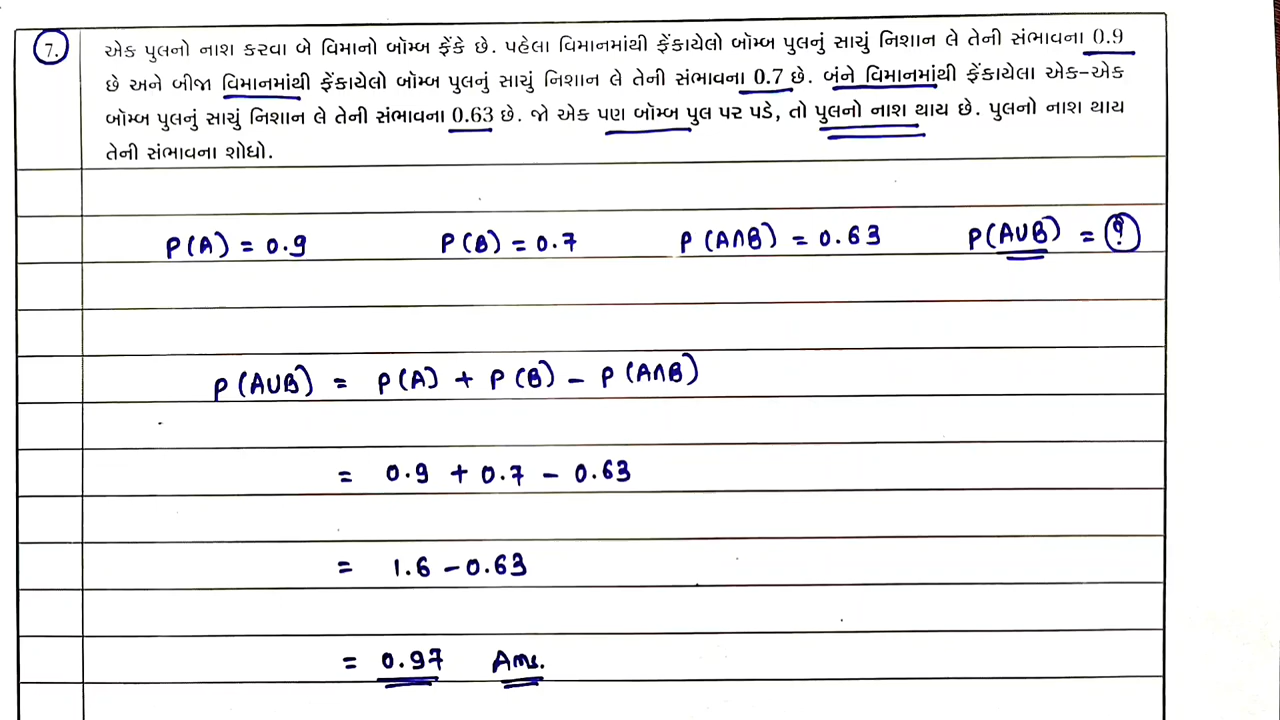 7. એક પુલનો નાશ કરવા બે વિમાનો બૉમ્બ ફેંકે છે. પહેલા વિમાનમાંથી ફેંકાયેલો બૉમ્બ પુલનું સાચું નિશાન લે તેની સંભાવના 0.9
છે અને બીજા વિમાનમાંથી ફેંકાયેલો બૉમ્બ પુલનું સાચું નિશાન લે તેની સંભાવના 0.7 છે. બંને વિમાનમાંથી ફેંકાયેલા એક-એક
બૉમ્બ પુલનું સાચું નિશાન લે તેની સંભાવના 0.63 છે. જો એક પણ બૉમ્બ પુલ પર પડે, તો પુલનો નાશ થાય છે. પુલનો નાશ થાય
તેની સંભાવના શોધો.
P(A) = 0.9 P(B) = 0.7 P(A∩B) = 0.63 P(A∪B) = ?
P(A∪B) = P(A) + P(B) - P(A∩B)
= 0.9 + 0.7 - 0.63
= 1.6 - 0.63
= 0.97 Ans.